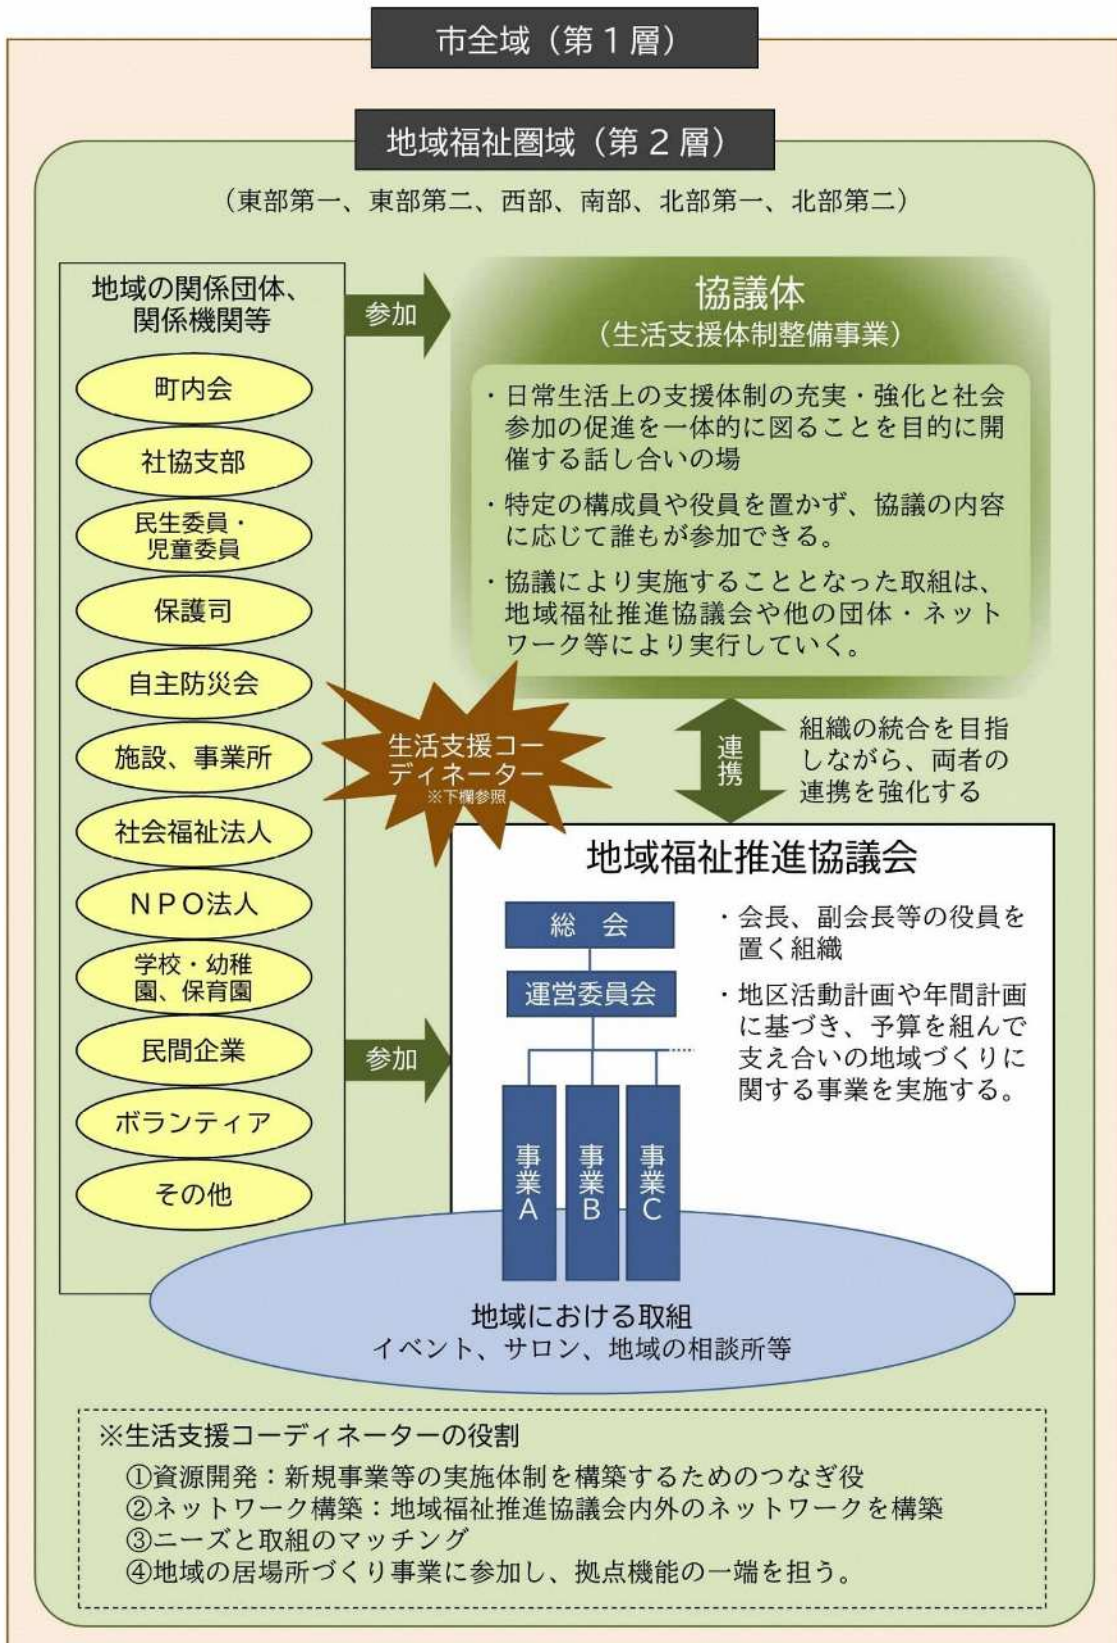 市全域（第１層）
地域福祉圏域（第２層）
（東部第一、東部第二、西部、南部、北部第一、北部第二）
地域の関係団体、
関係機関等
町内会
社協支部
民生委員・
児童委員
保護司
自主防災会
施設、事業所
社会福祉法人
ＮＰＯ法人
学校・幼稚
園、保育園
民間企業
ボランティア
その他
参加
協議体
（生活支援体制整備事業）
・日常生活上の支援体制の充実・強化と社会
参加の促進を一体的に図ることを目的に開
催する話し合いの場
・特定の構成員や役員を置かず、協議の内容
に応じて誰もが参加できる。
・協議により実施することとなった取組は、
地域福祉推進協議会や他の団体・ネット
ワーク等により実行していく。
生活支援コー
ディネーター
※下欄参照
連携
組織の統合を目指
しながら、両者の
連携を強化する
参加
地域福祉推進協議会
総　会
運営委員会
事業Ａ
事業Ｂ
事業Ｃ
・会長、副会長等の役員を
置く組織
・地区活動計画や年間計画
に基づき、予算を組んで
支え合いの地域づくりに
関する事業を実施する。
地域における取組
イベント、サロン、地域の相談所等
※生活支援コーディネーターの役割
①資源開発：新規事業等の実施体制を構築するためのつなぎ役
②ネットワーク構築：地域福祉推進協議会内外のネットワークを構築
③ニーズと取組のマッチング
④地域の居場所づくり事業に参加し、拠点機能の一端を担う。